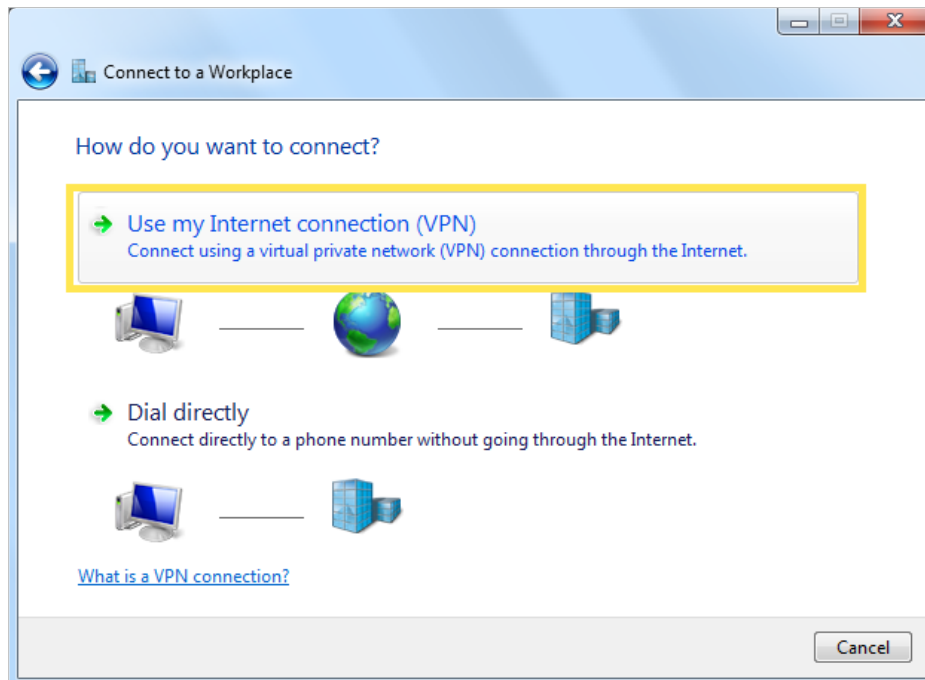 Connect to a Workplace
How do you want to connect?
Use my Internet connection (VPN)
Connect using a virtual private network (VPN) connection through the Internet.
Dial directly
Connect directly to a phone number without going through the Internet.
What is a VPN connection?
Cancel